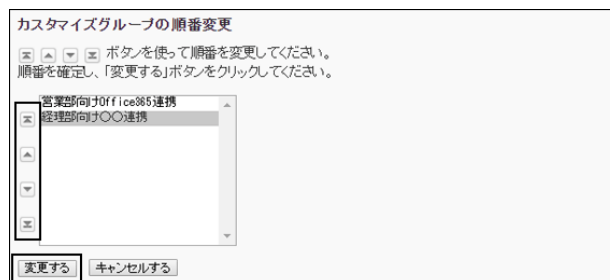 カスタマイズグループの順番変更
ボタンを使って順番を変更してください。
順番を確定し、「変更する」ボタンをクリックしてください。
営業部向けOffice365連携
経理部向け〇〇連携
変更する キャンセルする